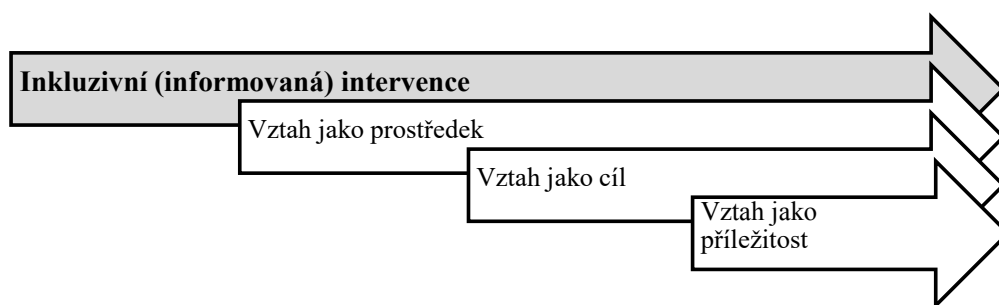 Inkluzivní (informovaná) intervence
Vztah jako prostředek
Vztah jako cíl
Vztah jako
příležitost